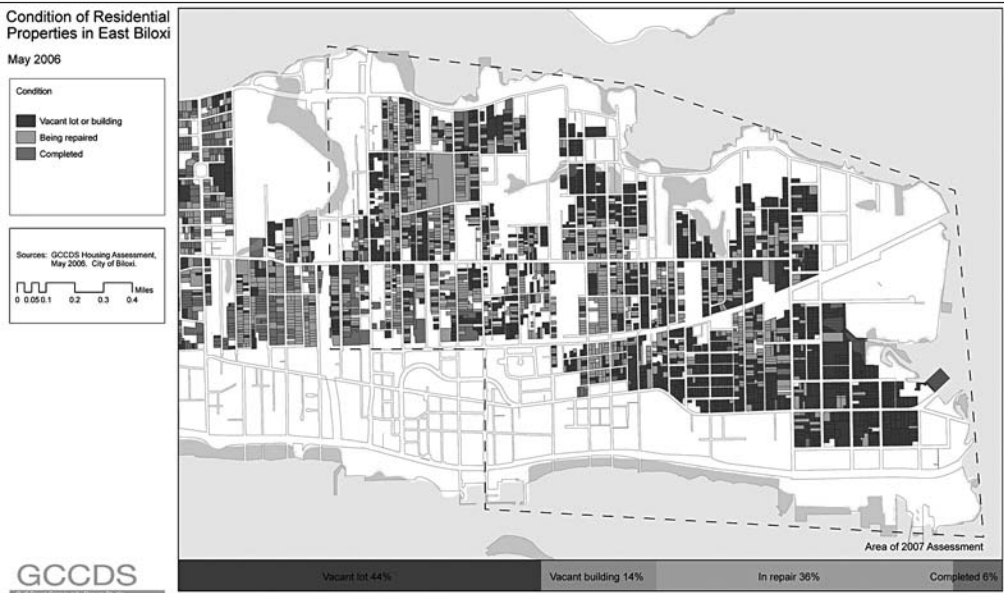 Condition of Residential
Properties in East Biloxi
May 2006
Condition
Vacant lot or building
Being repaired
Completed
Sources: GCCDS Housing Assessment,
May 2006. City of Biloxi.
Miles
0 0.05 0.1 0.2 0.3 0.4
Area of 2007 Assessment
Vacant lot 44%
Vacant building 14%
In repair 36%
Completed 6%
GCCDS